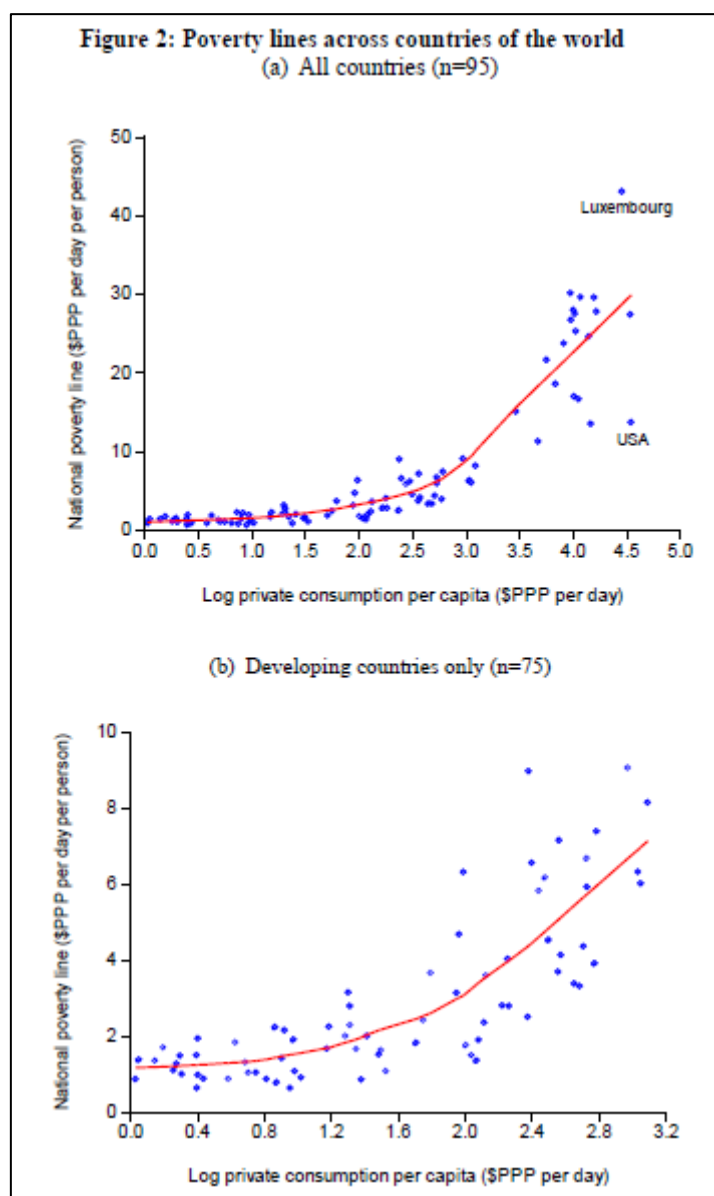 Figure 2: Poverty lines across countries of the world
(a) All countries (n=95)
National poverty line ($PPP per day per person)
50
40
30
20
10
0
Luxembourg
USA
0.0 0.5 1.0 1.5 2.0 2.5 3.0 3.5 4.0 4.5 5.0
Log private consumption per capita ($PPP per day)
(b) Developing countries only (n=75)
National poverty line ($PPP per day per person)
10
8
6
4
2
0
0.0 0.4 0.8 1.2 1.6 2.0 2.4 2.8 3.2
Log private consumption per capita ($PPP per day)